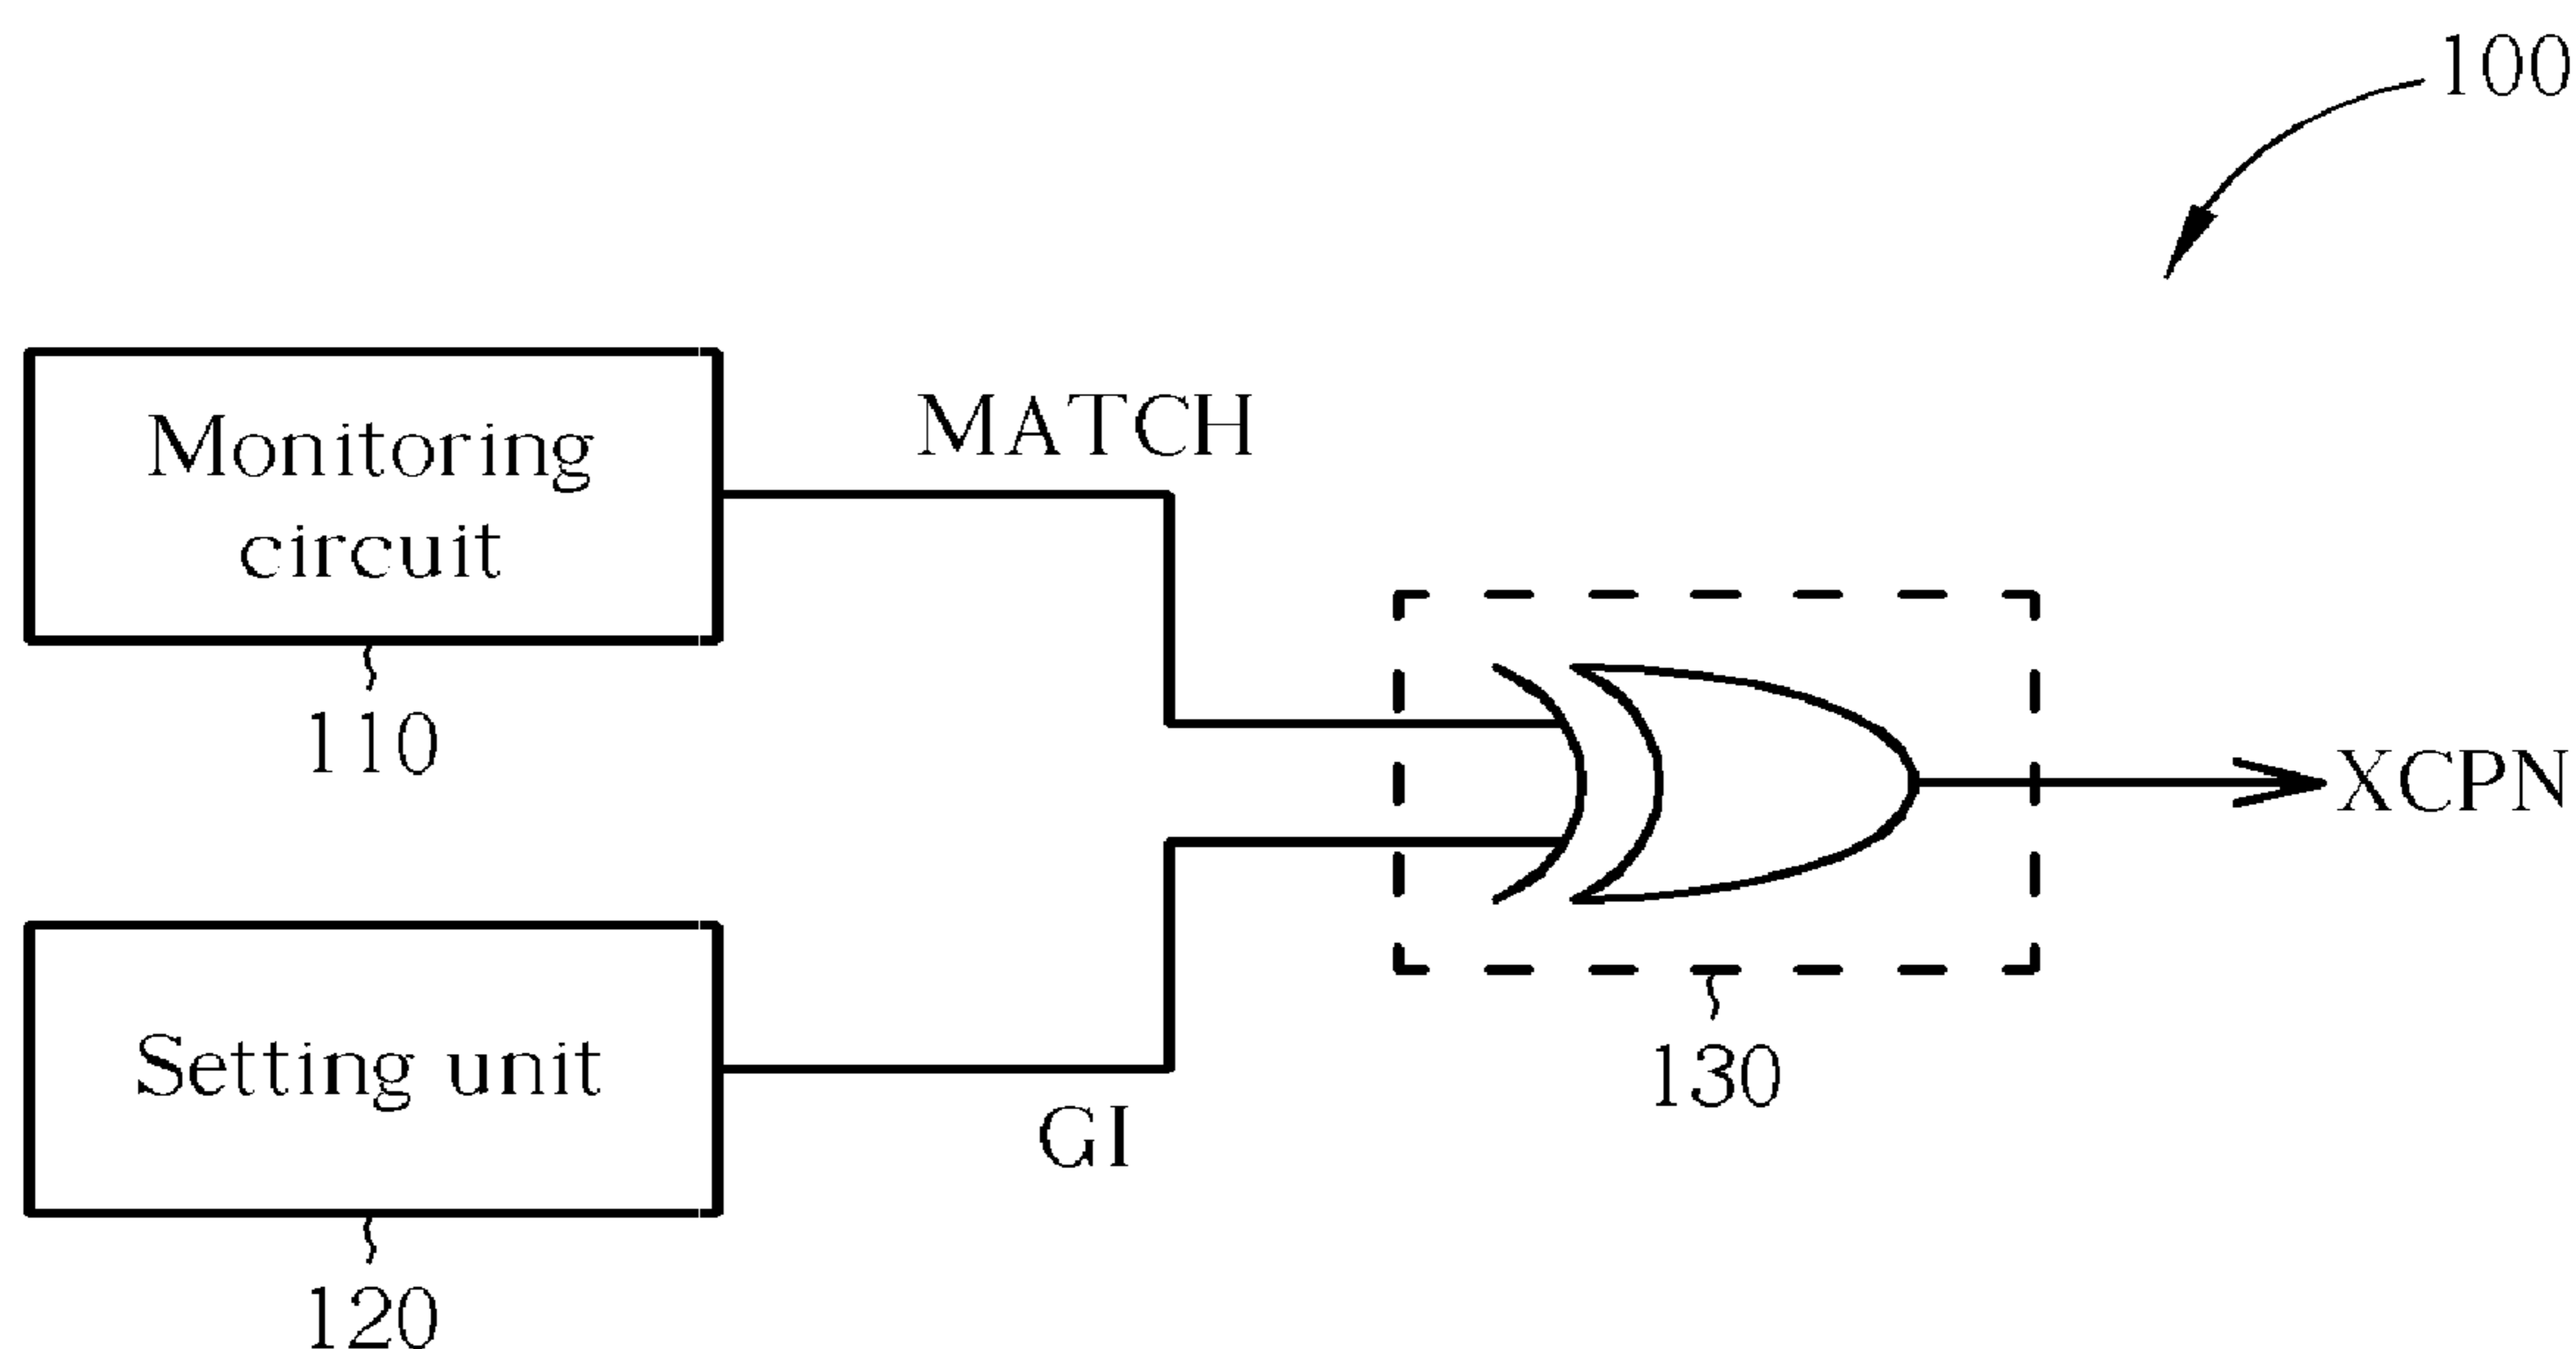 100
Monitoring
circuit
110
MATCH
XCPN
130
Setting unit
120
GI